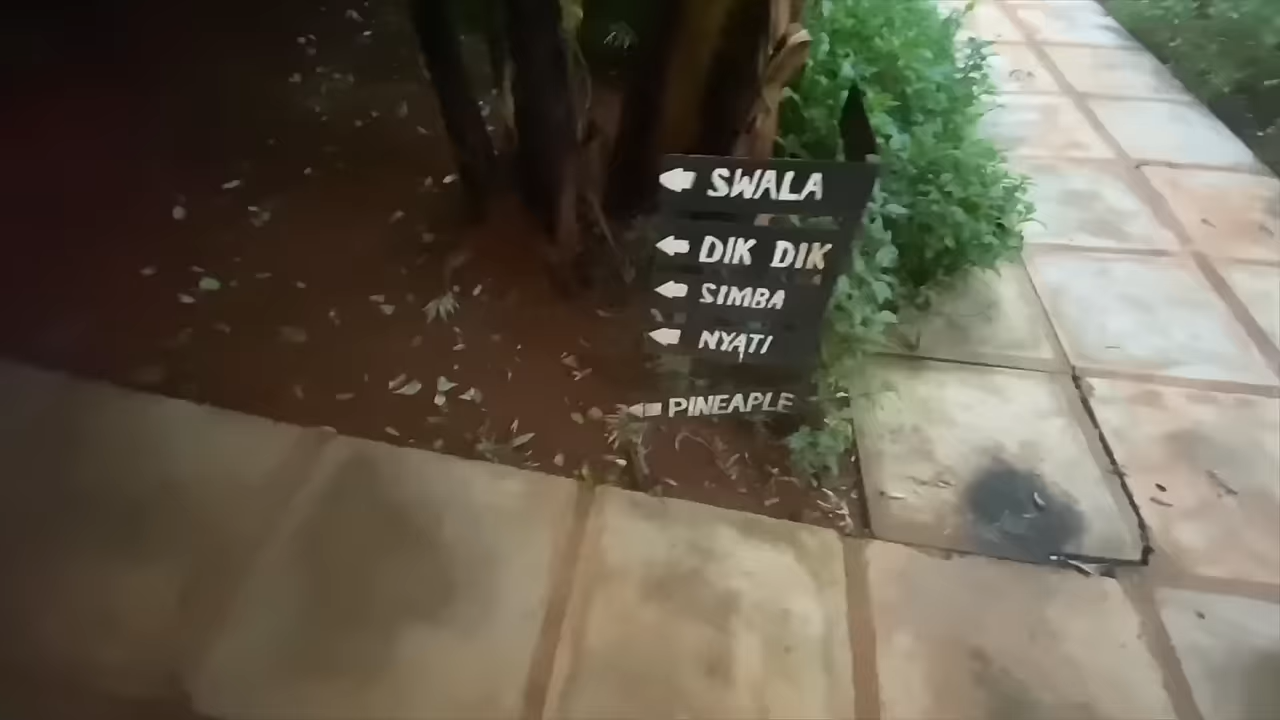 SWALA
DIK DIK
SIMBA
NYATI
PINEAPLE